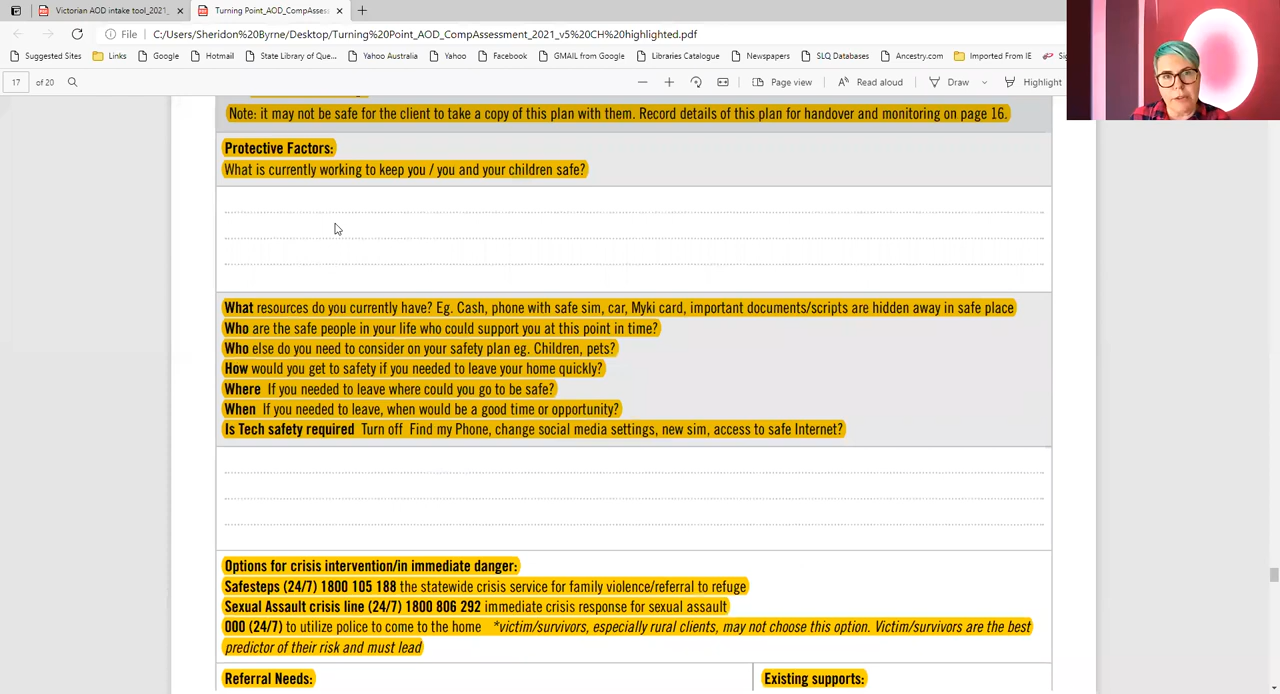 Victorian AOD intake tool_2021_
Turning Point_AOD_CompAssess
File
C:/Users/Sheridon%20Byrne/Desktop/Turning%20Point_AOD_CompAssessment_2021_v5%20CH%20highlighted.pdf
Suggested Sites
Links
Google
Hotmail
State Library of Que...
Yahoo Australia
Yahoo
Facebook
GMAIL from Google
Libraries Catalogue
Newspapers
SLQ Databases
Ancestry.com
Imported From IE
17 of 20
Page view
Read aloud
Draw
Highlight
Note: it may not be safe for the client to take a copy of this plan with them. Record details of this plan for handover and monitoring on page 16.
Protective Factors:
What is currently working to keep you / you and your children safe?
What resources do you currently have? Eg. Cash, phone with safe sim, car, Myki card, important documents/scripts are hidden away in safe place
Who are the safe people in your life who could support you at this point in time?
Who else do you need to consider on your safety plan eg. Children, pets?
How would you get to safety if you needed to leave your home quickly?
Where If you needed to leave where could you go to be safe?
When If you needed to leave, when would be a good time or opportunity?
Is Tech safety required Turn off Find my Phone, change social media settings, new sim, access to safe Internet?
Options for crisis intervention/in immediate danger:
Safesteps (24/7) 1800 105 188 the statewide crisis service for family violence/referral to refuge
Sexual Assault crisis line (24/7) 1800 806 292 immediate crisis response for sexual assault
000 (24/7) to utilize police to come to the home *victim/survivors, especially rural clients, may not choose this option. Victim/survivors are the best
predictor of their risk and must lead
Referral Needs:
Existing supports: